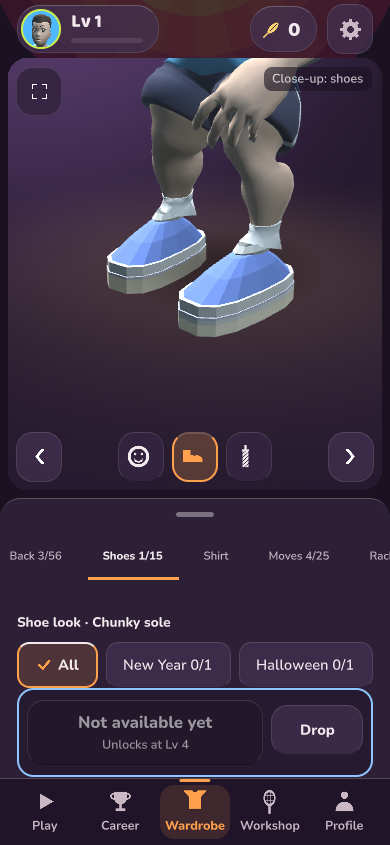 Lv 1
0
Close-up: shoes
Back 3/56
Shoes 1/15
Shirt
Moves 4/25
Shoe look · Chunky sole
All
New Year 0/1
Halloween 0/1
Not available yet
Unlocks at Lv 4
Drop
Play
Career
Wardrobe
Workshop
Profile